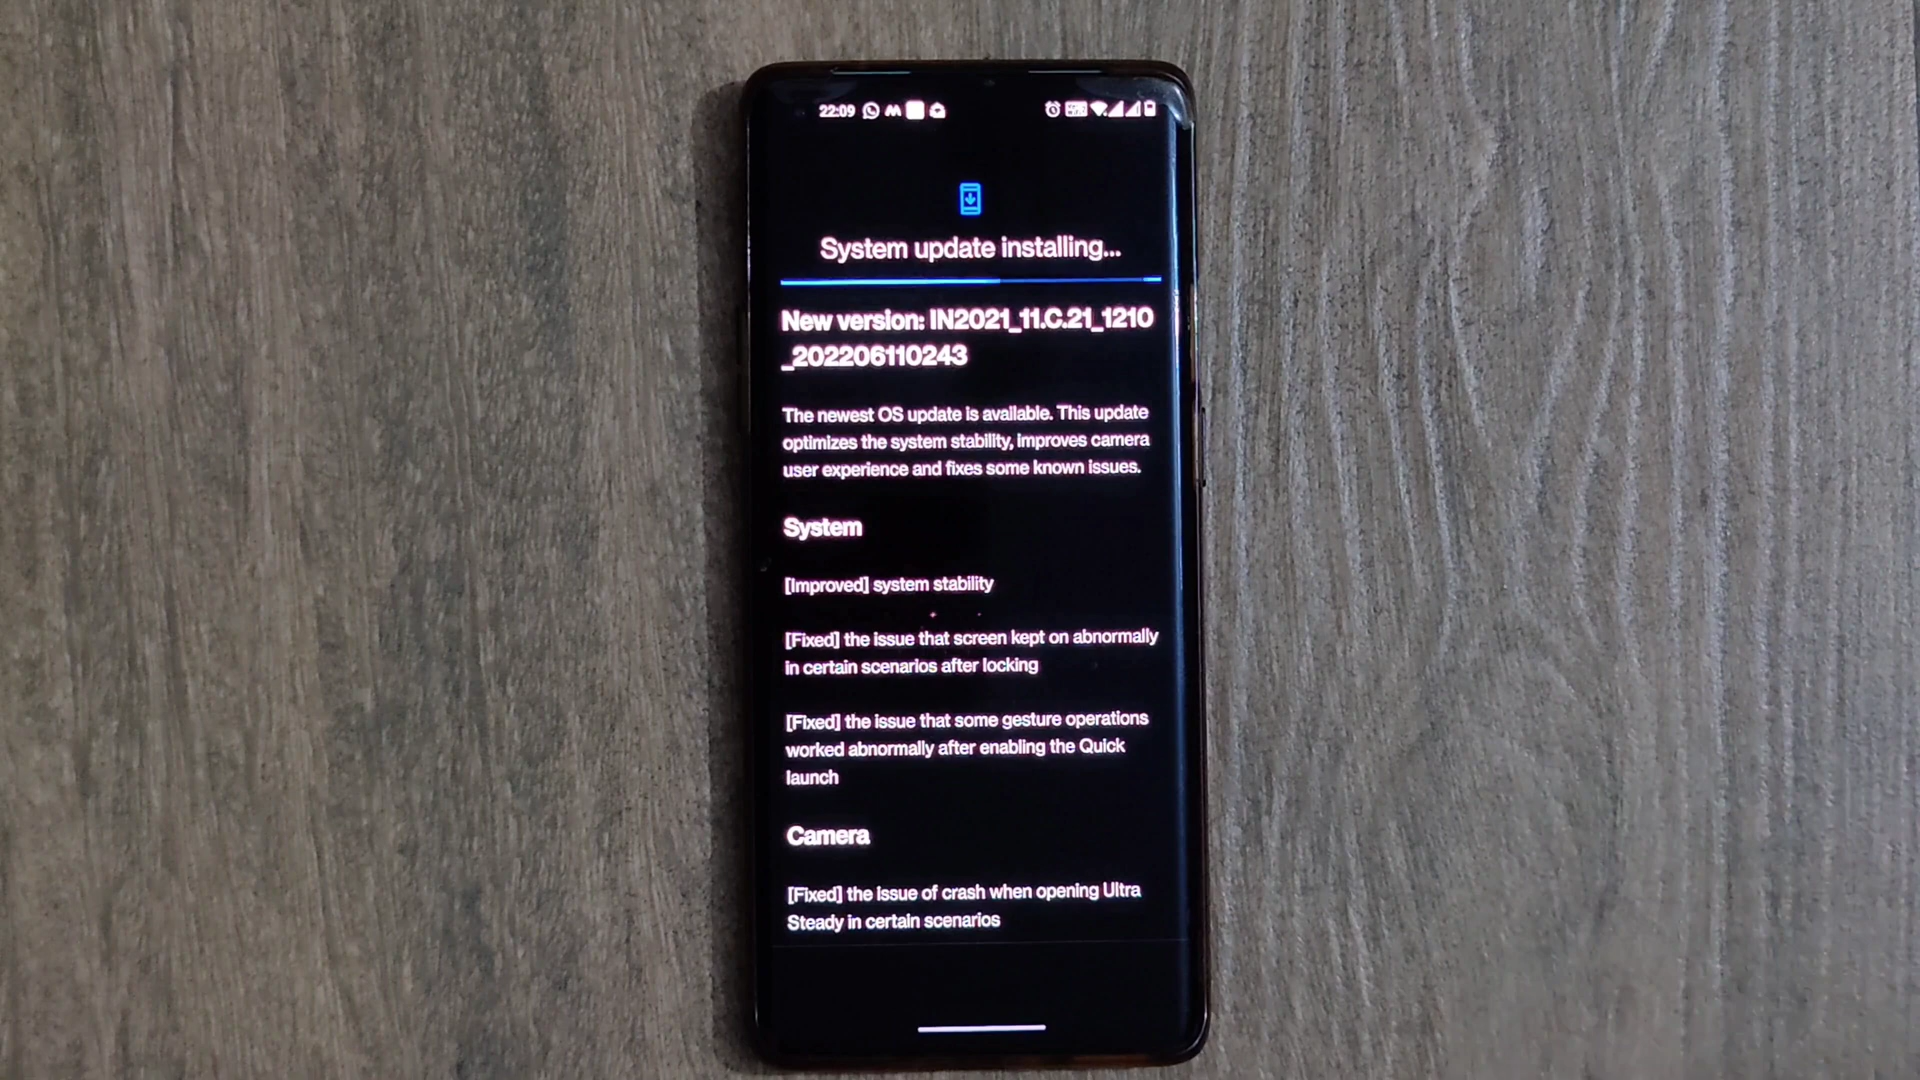 22:09
System update installing...
New version: IN2021_11.C.21_1210
_202206110243
The newest OS update is available. This update
optimizes the system stability, improves camera
user experience and fixes some known issues.
System
[Improved] system stability
[Fixed] the issue that screen kept on abnormally
in certain scenarios after locking
[Fixed] the issue that some gesture operations
worked abnormally after enabling the Quick
launch
Camera
[Fixed] the issue of crash when opening Ultra
Steady in certain scenarios